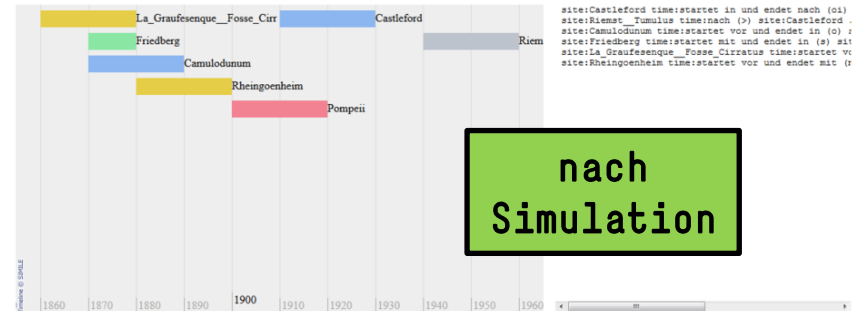 La_Graufesenque__Fosse_Cirr
Castleford
Friedberg
Riem
Camulodunum
Rheingoenheim
Pompeii
site:Castleford time:startet in und endet nach (oi)
site:Riemst__Tumulus time:nach (>) site:Castleford
site:Camulodunum time:startet vor und endet in (o)
site:Friedberg time:startet mit und endet in (s)
site:La_Graufesenque__Fosse_Cirratus time:startet
site:Rheingoenheim time:startet vor und endet mit
nach
Simulation
Timeline © SIMILE
1860 1870 1880 1890 1900 1910 1920 1930 1940 1950 1960